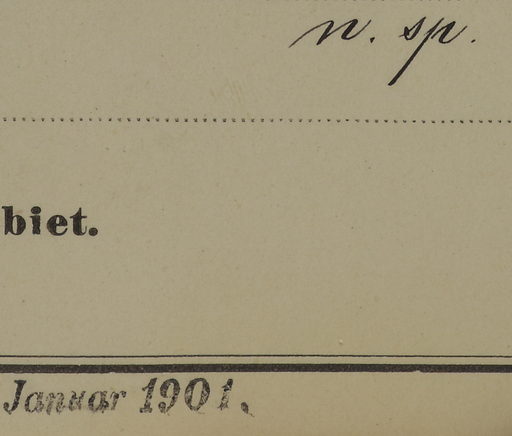 n. sp.
biet.
Januar 1901.